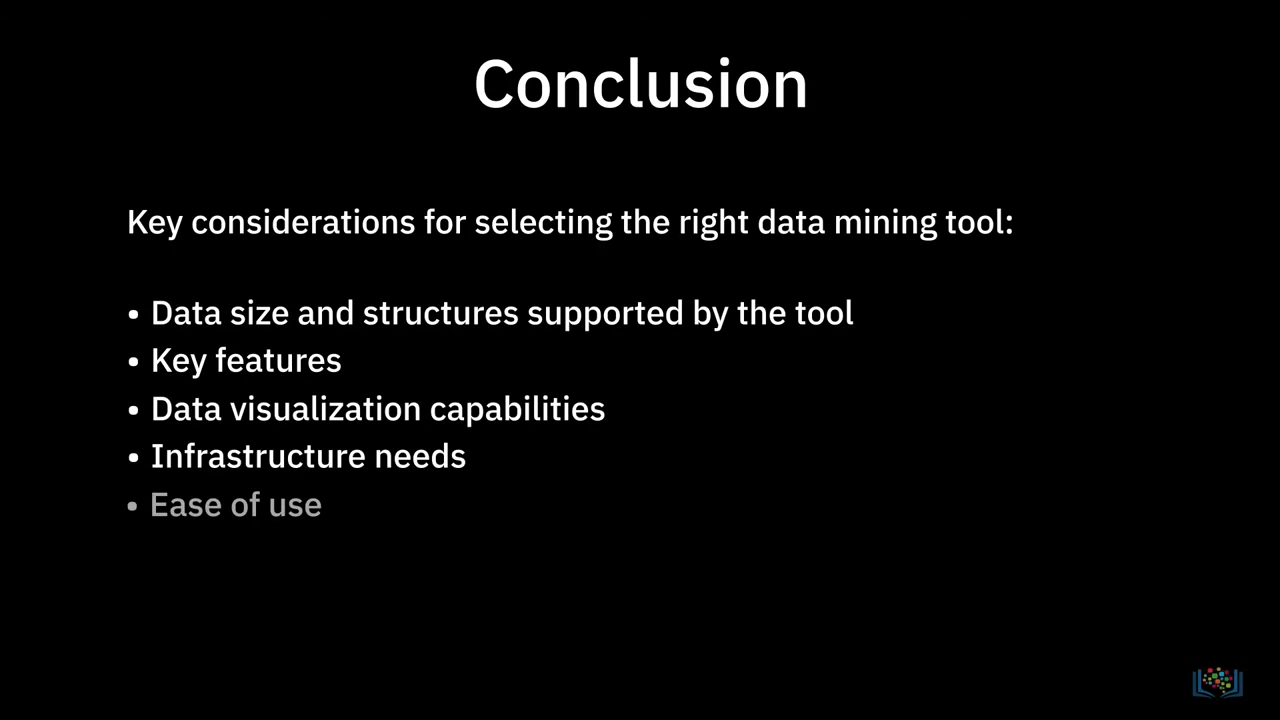 Conclusion
Key considerations for selecting the right data mining tool:
• Data size and structures supported by the tool
• Key features
• Data visualization capabilities
• Infrastructure needs
• Ease of use